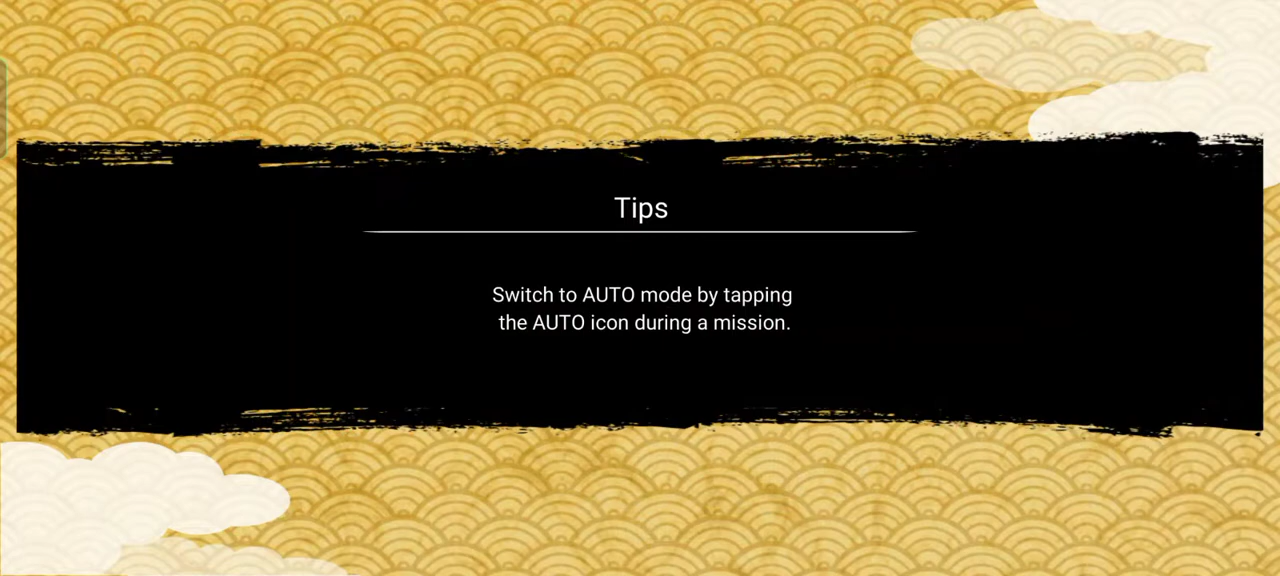 Tips
Switch to AUTO mode by tapping
the AUTO icon during a mission.